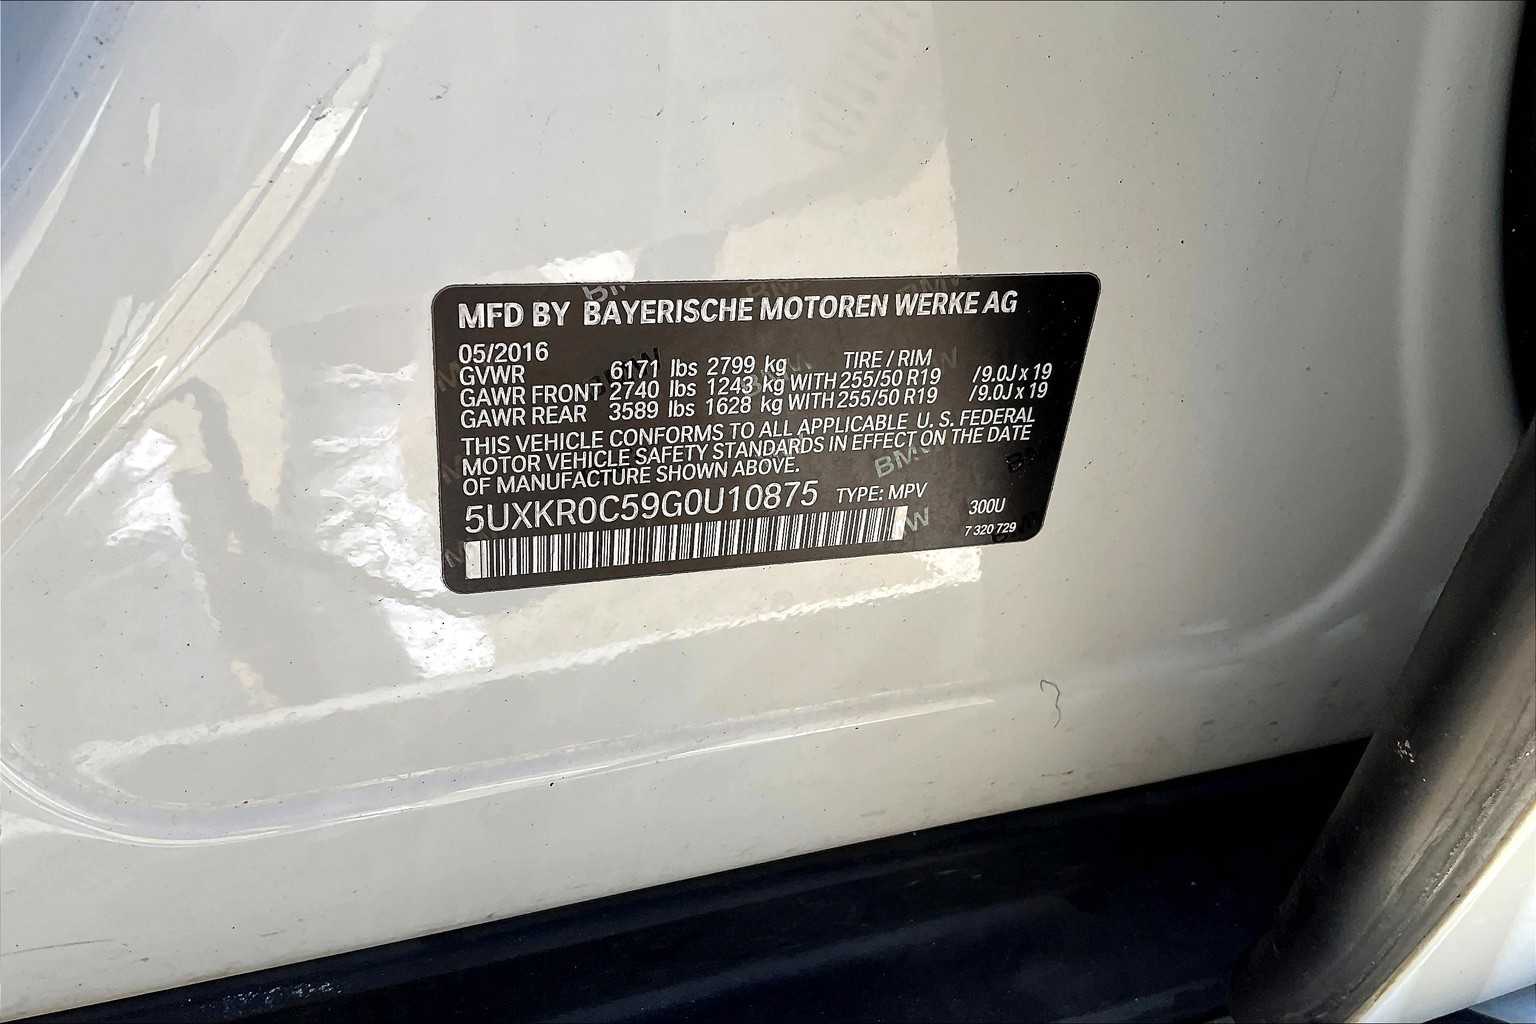 MFD BY BAYERISCHE MOTOREN WERKE AG
05/2016
TIRE / RIM
GVWR 6171 lbs 2799 kg
GAWR FRONT 2740 lbs 1243 kg WITH 255/50 R19 /9.0J x 19
GAWR REAR 3589 lbs 1628 kg WITH 255/50 R19 /9.0J x 19
THIS VEHICLE CONFORMS TO ALL APPLICABLE U. S. FEDERAL
MOTOR VEHICLE SAFETY STANDARDS IN EFFECT ON THE DATE
OF MANUFACTURE SHOWN ABOVE.
5UXKR0C59G0U10875 TYPE: MPV
300U
7 320 729
BMW